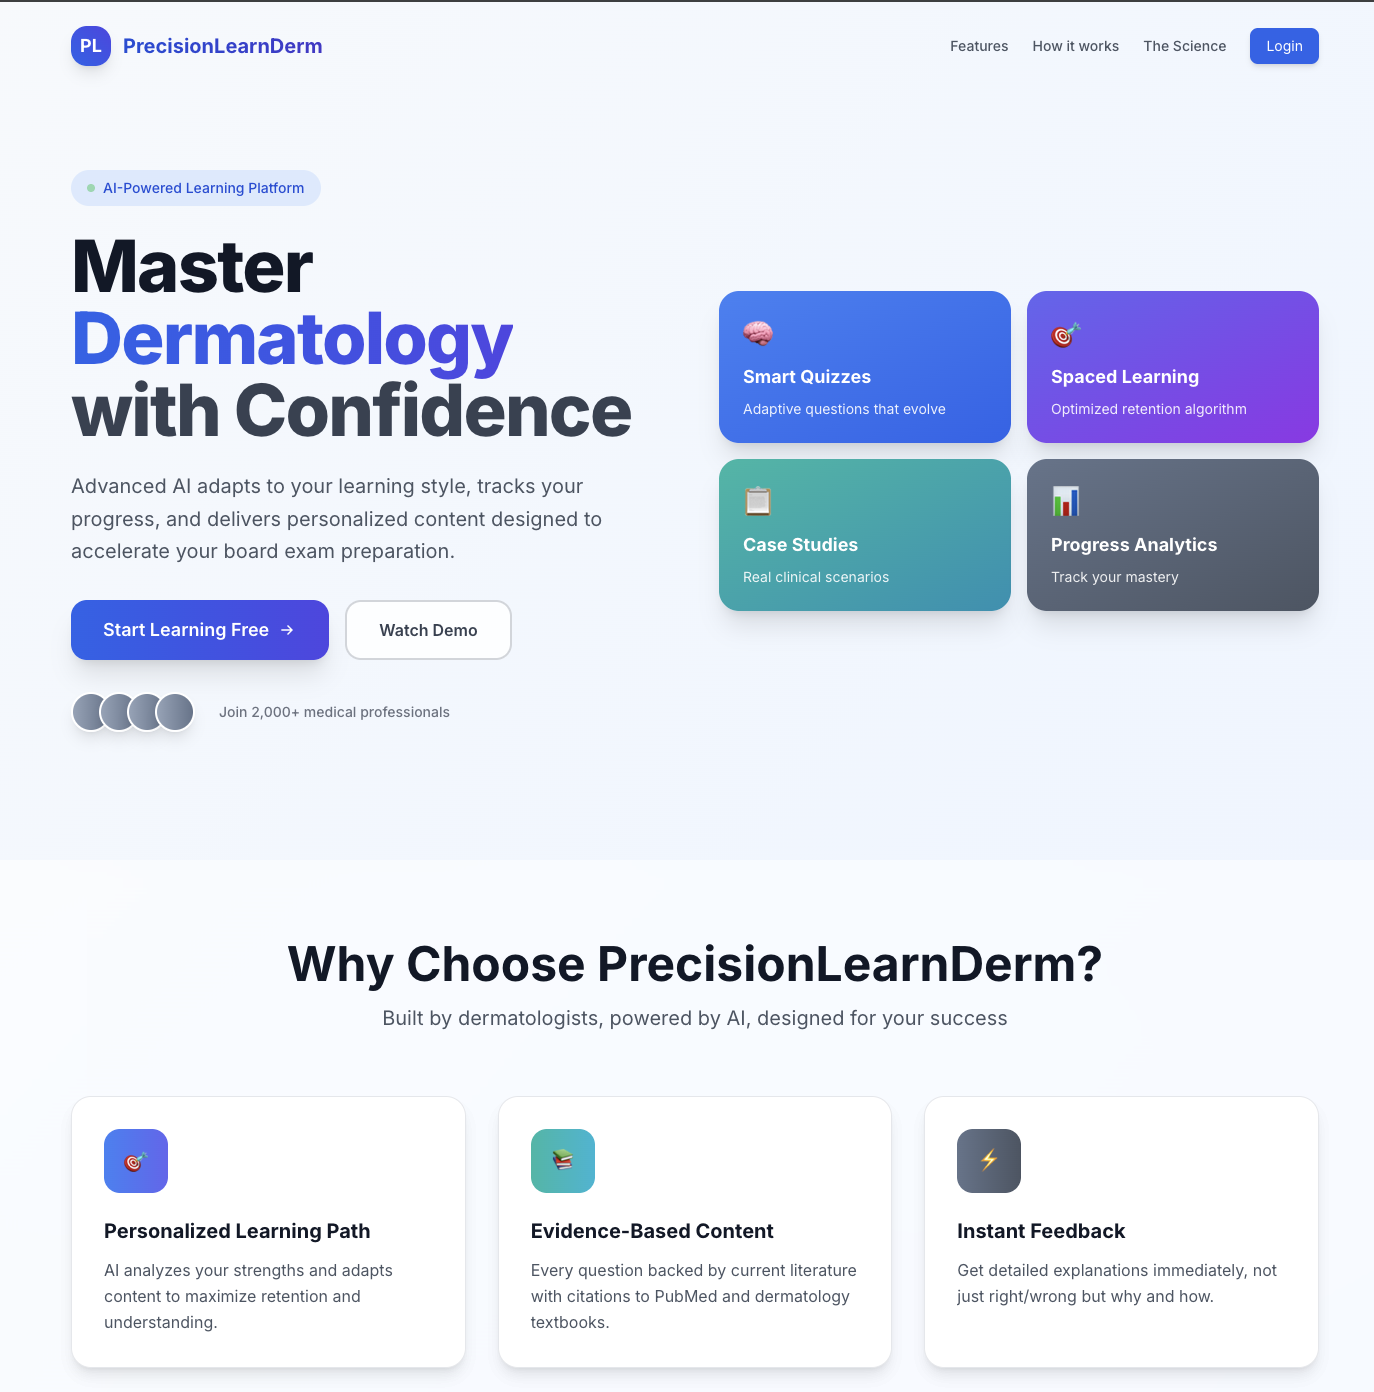 PL PrecisionLearnDerm
Features How it works The Science Login
AI-Powered Learning Platform
Master
Dermatology
with Confidence
Advanced AI adapts to your learning style, tracks your
progress, and delivers personalized content designed to
accelerate your board exam preparation.
Start Learning Free → Watch Demo
Join 2,000+ medical professionals
Smart Quizzes
Adaptive questions that evolve
Spaced Learning
Optimized retention algorithm
Case Studies
Real clinical scenarios
Progress Analytics
Track your mastery
Why Choose PrecisionLearnDerm?
Built by dermatologists, powered by AI, designed for your success
Personalized Learning Path
AI analyzes your strengths and adapts
content to maximize retention and
understanding.
Evidence-Based Content
Every question backed by current literature
with citations to PubMed and dermatology
textbooks.
Instant Feedback
Get detailed explanations immediately, not
just right/wrong but why and how.